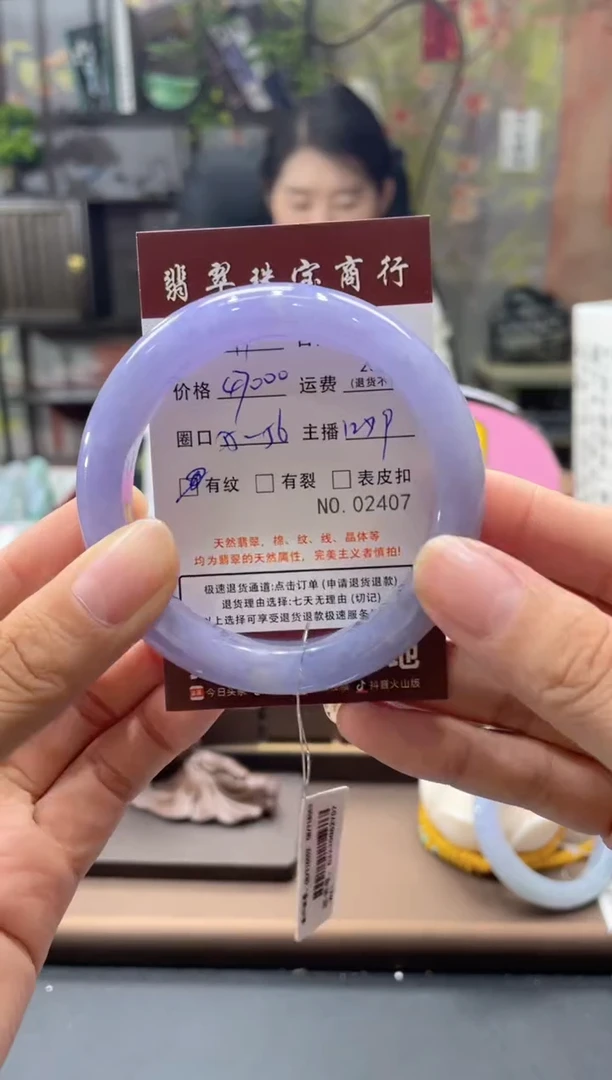 翡翠珠宝商行
价格 47000 运费
(退货不
圈口 55-56 主播
有纹 有裂 表皮扣
NO. 02407
天然翡翠，棉、纹、线、晶体等
均为翡翠的天然属性，完美主义者慎拍!
极速退货通道:点击订单 (申请退货退款)
退货理由选择:七天无理由 (切记)
以上选择可享受退货退款极速服务
今日头条 抖音火山版